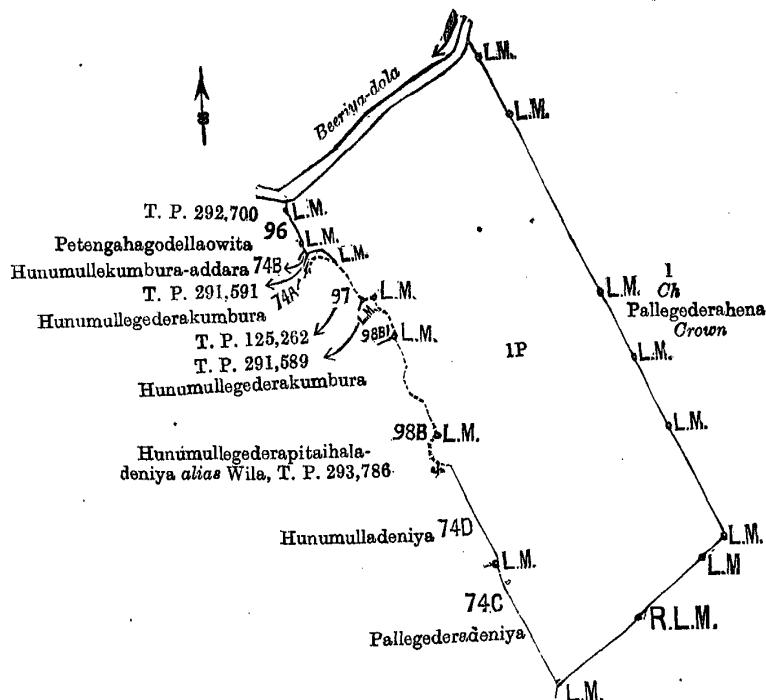 L.M.
L.M.
Beeriya-dola
T. P. 292,700
L.M.
96
L.M.
Petengahagodellaowita
L.M.
Hunumullekumbura-addara 74B
T. P. 291,591
74A
Hunumullegederakumbura
97
L.M.
L.M.
T. P. 125,262
98B1
L.M.
T. P. 291,589
Hunumullegederakumbura
1P
L.M.
1
Ch
Pallegederahena
Crown
L.M.
L.M.
98B L.M.
Hunumullegederapitaihala-
deniya alias Wila, T. P. 293,786
Hunumulladeniya 74D
L.M.
L.M.
L.M
74C
R.L.M.
Pallegederadeniya
L.M.